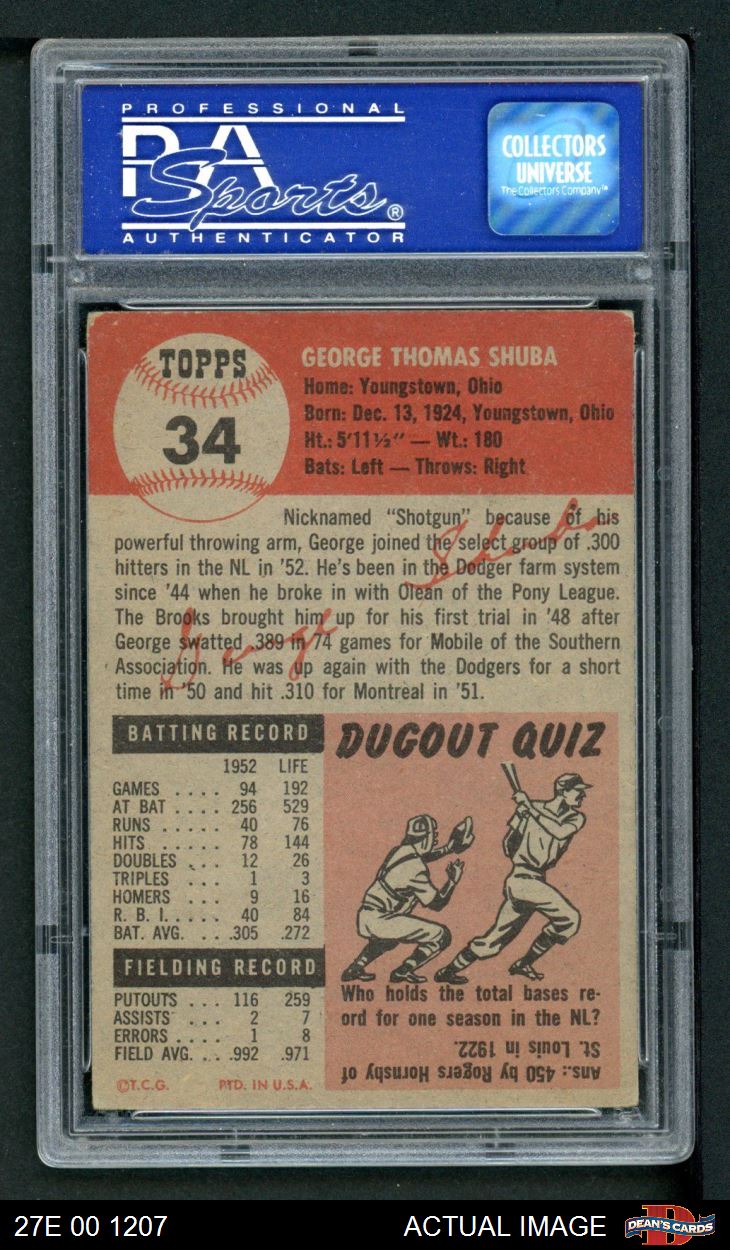 PROFESSIONAL
PSA
Sports®
AUTHENTICATOR
COLLECTORS
UNIVERSE
The Collectors Company™
TOPPS
34
GEORGE THOMAS SHUBA
Home: Youngstown, Ohio
Born: Dec. 13, 1924, Youngstown, Ohio
Ht.: 5'11½" — Wt.: 180
Bats: Left — Throws: Right
Nicknamed "Shotgun" because of his
powerful throwing arm, George joined the select group of .300
hitters in the NL in '52. He's been in the Dodger farm system
since '44 when he broke in with Olean of the Pony League.
The Brooks brought him up for his first trial in '48 after
George swatted .389 in 74 games for Mobile of the Southern
Association. He was up again with the Dodgers for a short
time in '50 and hit .310 for Montreal in '51.
George Shuba
BATTING RECORD
1952 LIFE
GAMES .... 94 192
AT BAT .... 256 529
RUNS ..... 40 76
HITS ..... 78 144
DOUBLES ... 12 26
TRIPLES ... 1 3
HOMERS ... 9 16
R. B. I. .... 40 84
BAT. AVG. ... .305 .272
FIELDING RECORD
PUTOUTS ... 116 259
ASSISTS ... 2 7
ERRORS .... 1 8
FIELD AVG. ... .992 .971
©T.C.G. PTD. IN U.S.A.
DUGOUT QUIZ
Who holds the total bases re-
ord for one season in the NL?
Ans.: 450 by Rogers Hornsby of
St. Louis in 1922.
27E 00 1207
ACTUAL IMAGE
DEAN'S CARDS